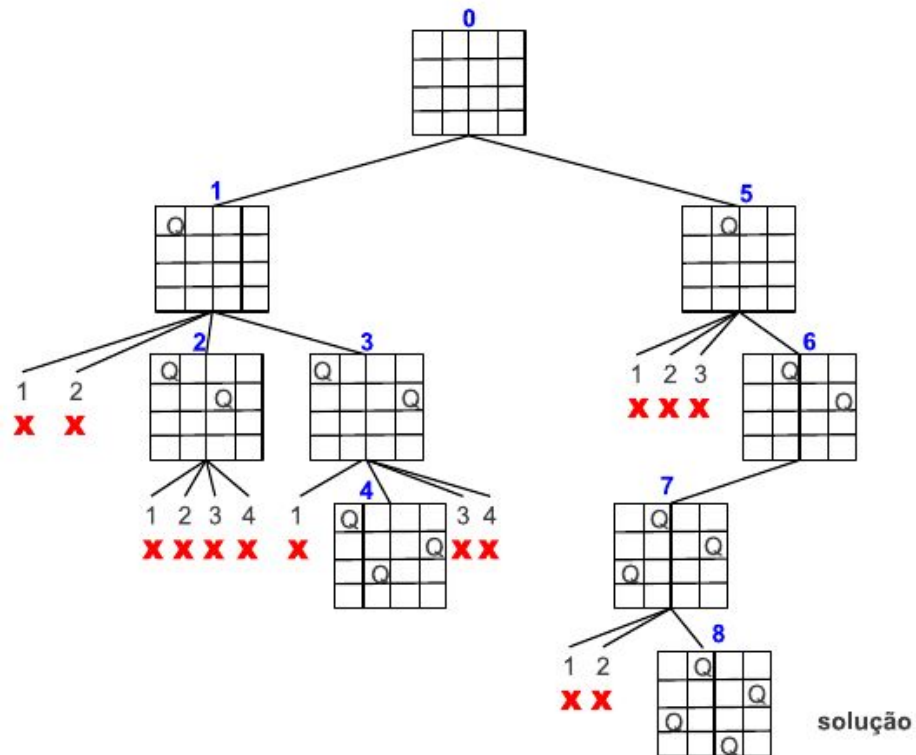 0
1 5
Q Q
2 3 6
1 2 Q Q 1 2 3 Q
X X Q Q X X X Q
4 7
1 2 3 4 1 Q 3 4 Q
X X X X X Q X X Q
Q Q
8
1 2 Q
X X Q
Q solução
Q